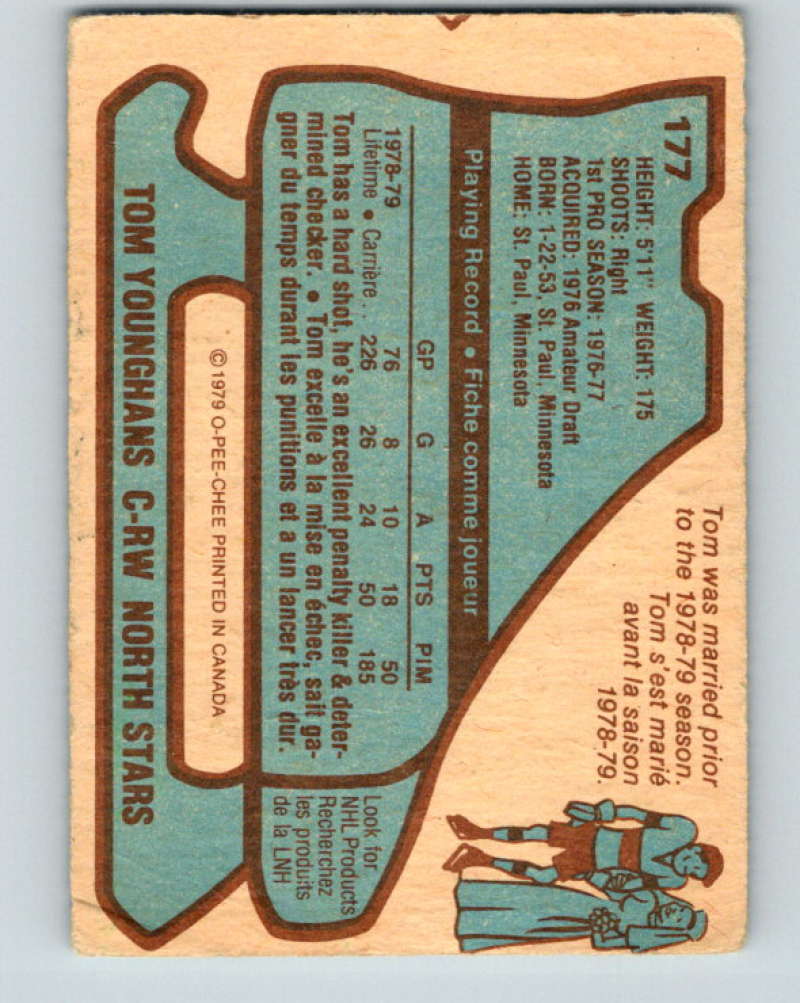 177
HEIGHT: 5'11" WEIGHT: 175
SHOOTS: Right
1st PRO SEASON: 1976-77
ACQUIRED: 1976 Amateur Draft
BORN: 1-22-53, St. Paul, Minnesota
HOME: St. Paul, Minnesota
Tom was married prior
to the 1978-79 season.
Tom s'est marié
avant la saison
1978-79.
Playing Record • Fiche comme joueur
GP G A PTS PIM
1978-79 76 8 10 18 50
Lifetime • Carrière.. 226 26 24 50 185
Tom has a hard shot, he's an excellent penalty killer & deter-
mined checker. • Tom excelle à la mise en échec, sait ga-
gner du temps durant les punitions et a un lancer très dur.
Look for
NHL Products
Recherchez
les produits
de la LNH
© 1979 O-PEE-CHEE PRINTED IN CANADA
TOM YOUNGHANS C-RW NORTH STARS